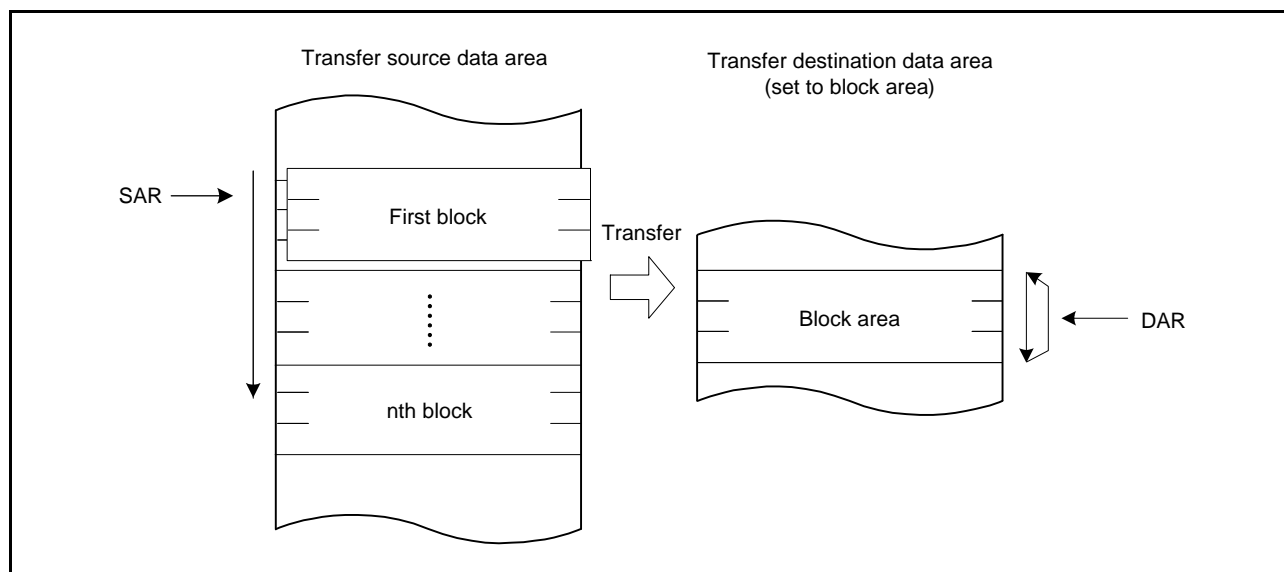 Transfer source data area
Transfer destination data area
(set to block area)
SAR
First block
Transfer
Block area
DAR
nth block